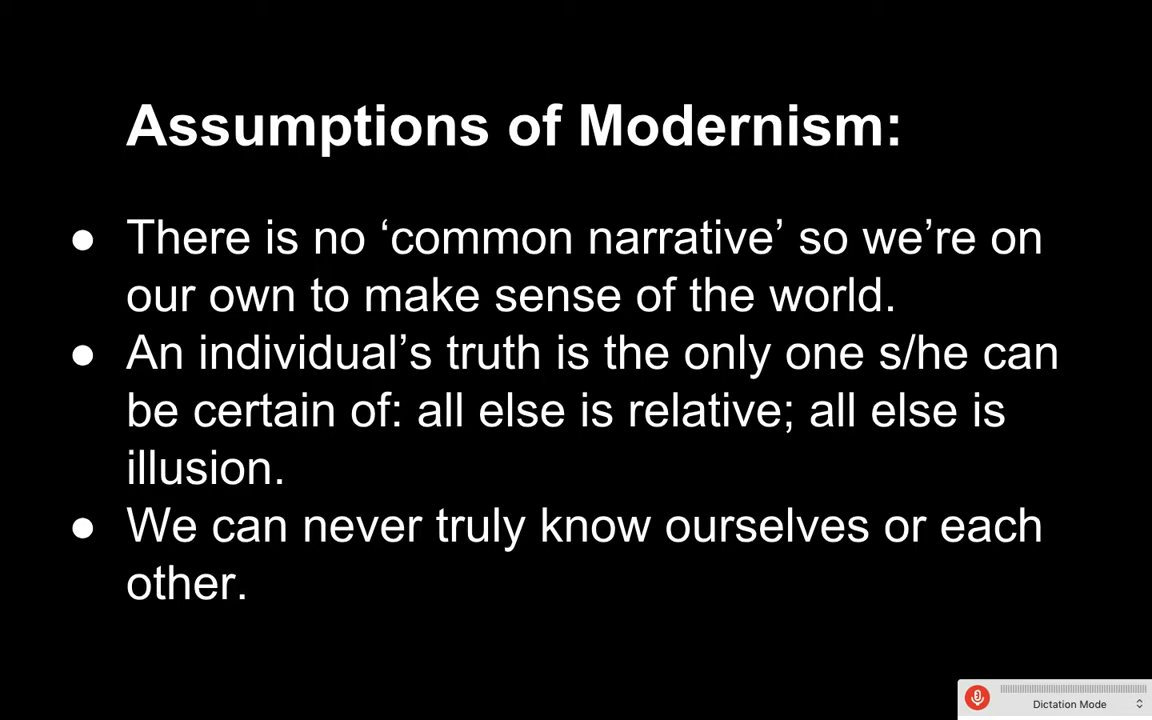 Assumptions of Modernism:
● There is no ‘common narrative’ so we’re on
our own to make sense of the world.
● An individual’s truth is the only one s/he can
be certain of: all else is relative; all else is
illusion.
● We can never truly know ourselves or each
other.
Dictation Mode